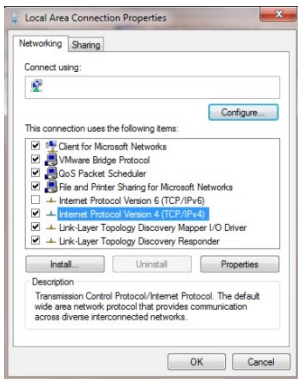 Local Area Connection Properties
Networking Sharing
Connect using:
Configure...
This connection uses the following items:
Client for Microsoft Networks
VMware Bridge Protocol
QoS Packet Scheduler
File and Printer Sharing for Microsoft Networks
Internet Protocol Version 6 (TCP/IPv6)
Internet Protocol Version 4 (TCP/IPv4)
Link-Layer Topology Discovery Mapper I/O Driver
Link-Layer Topology Discovery Responder
Install... Uninstall Properties
Description
Transmission Control Protocol/Internet Protocol. The default
wide area network protocol that provides communication
across diverse interconnected networks.
OK Cancel